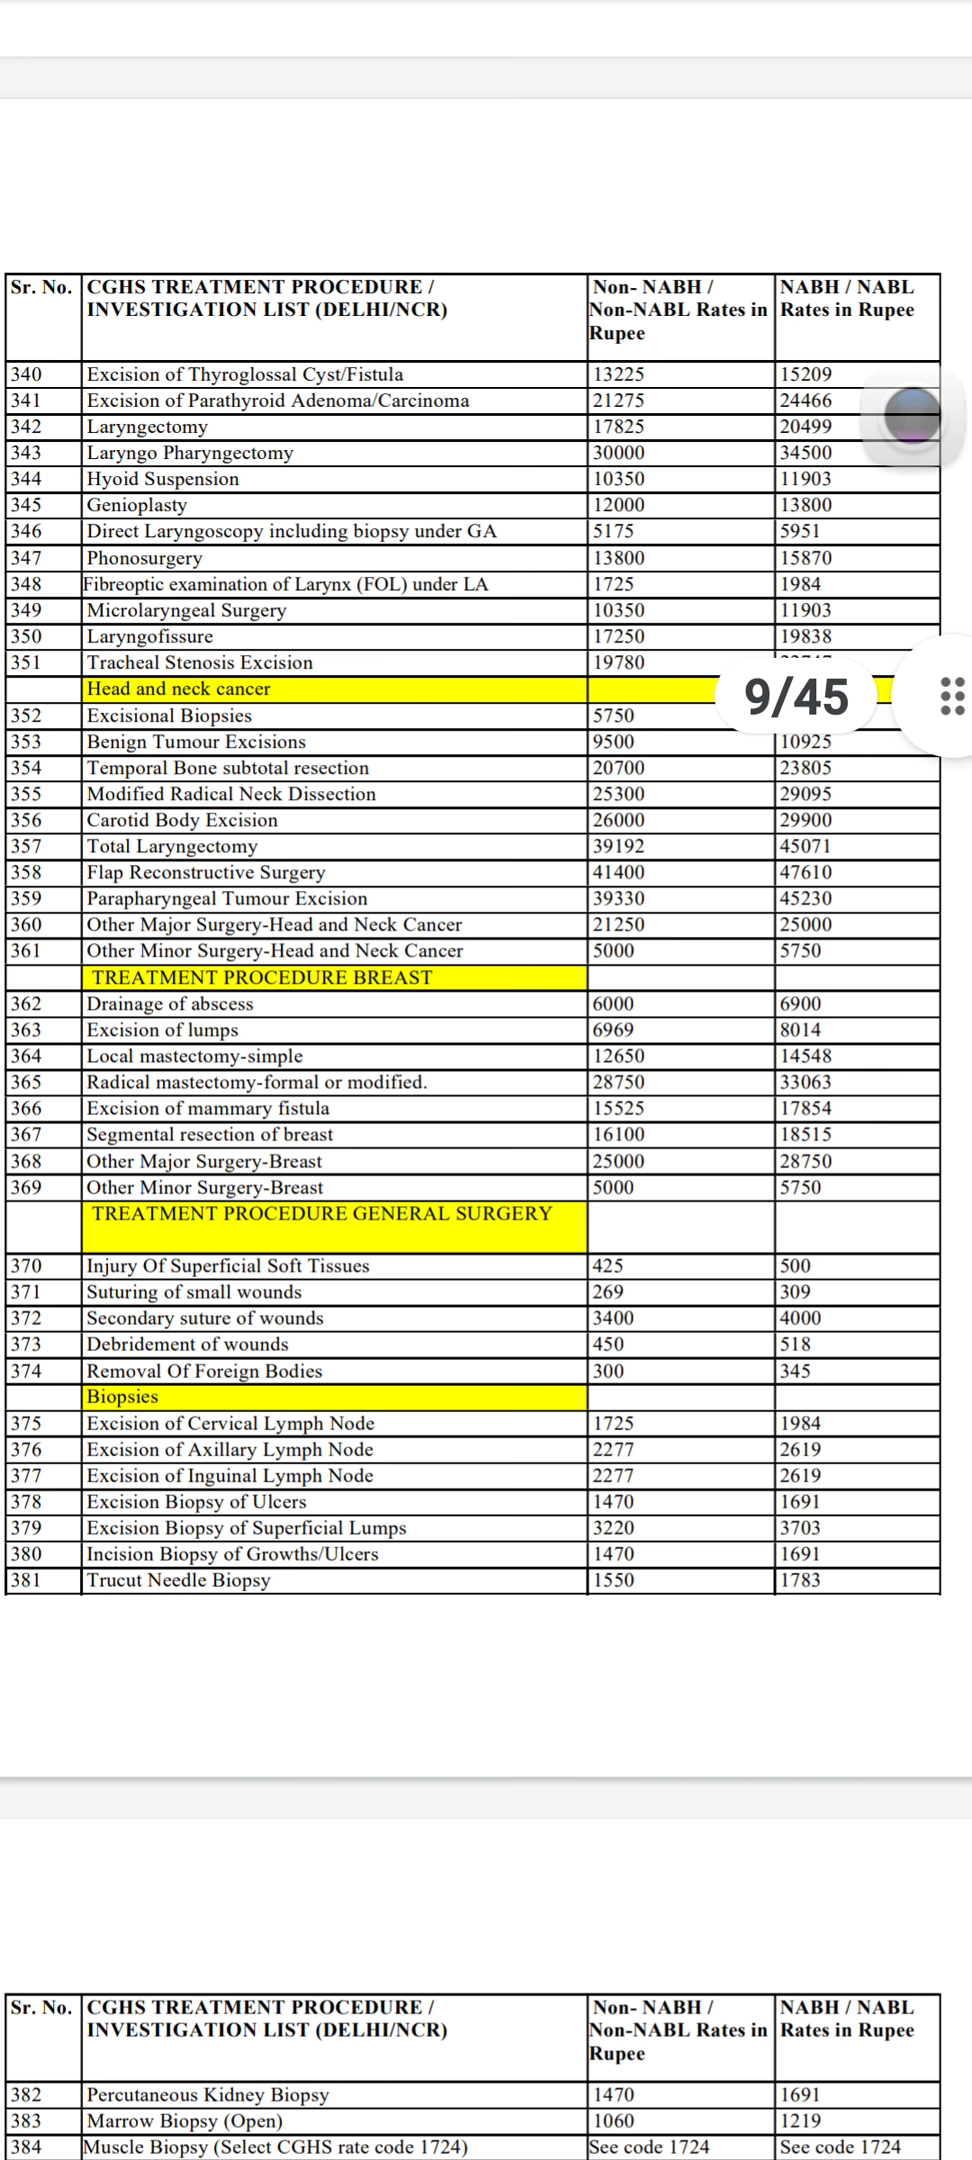 Sr. No. CGHS TREATMENT PROCEDURE / Non- NABH / NABH / NABL
INVESTIGATION LIST (DELHI/NCR) Non-NABL Rates in Rates in Rupee
Rupee
340 Excision of Thyroglossal Cyst/Fistula 13225 15209
341 Excision of Parathyroid Adenoma/Carcinoma 21275 24466
342 Laryngectomy 17825 20499
343 Laryngo Pharyngectomy 30000 34500
344 Hyoid Suspension 10350 11903
345 Genioplasty 12000 13800
346 Direct Laryngoscopy including biopsy under GA 5175 5951
347 Phonosurgery 13800 15870
348 Fibreoptic examination of Larynx (FOL) under LA 1725 1984
349 Microlaryngeal Surgery 10350 11903
350 Laryngofissure 17250 19838
351 Tracheal Stenosis Excision 19780
Head and neck cancer
9/45
352 Excisional Biopsies 5750
353 Benign Tumour Excisions 9500 10925
354 Temporal Bone subtotal resection 20700 23805
355 Modified Radical Neck Dissection 25300 29095
356 Carotid Body Excision 26000 29900
357 Total Laryngectomy 39192 45071
358 Flap Reconstructive Surgery 41400 47610
359 Parapharyngeal Tumour Excision 39330 45230
360 Other Major Surgery-Head and Neck Cancer 21250 25000
361 Other Minor Surgery-Head and Neck Cancer 5000 5750
TREATMENT PROCEDURE BREAST
362 Drainage of abscess 6000 6900
363 Excision of lumps 6969 8014
364 Local mastectomy-simple 12650 14548
365 Radical mastectomy-formal or modified. 28750 33063
366 Excision of mammary fistula 15525 17854
367 Segmental resection of breast 16100 18515
368 Other Major Surgery-Breast 25000 28750
369 Other Minor Surgery-Breast 5000 5750
TREATMENT PROCEDURE GENERAL SURGERY
370 Injury Of Superficial Soft Tissues 425 500
371 Suturing of small wounds 269 309
372 Secondary suture of wounds 3400 4000
373 Debridement of wounds 450 518
374 Removal Of Foreign Bodies 300 345
Biopsies
375 Excision of Cervical Lymph Node 1725 1984
376 Excision of Axillary Lymph Node 2277 2619
377 Excision of Inguinal Lymph Node 2277 2619
378 Excision Biopsy of Ulcers 1470 1691
379 Excision Biopsy of Superficial Lumps 3220 3703
380 Incision Biopsy of Growths/Ulcers 1470 1691
381 Trucut Needle Biopsy 1550 1783
Sr. No. CGHS TREATMENT PROCEDURE / Non- NABH / NABH / NABL
INVESTIGATION LIST (DELHI/NCR) Non-NABL Rates in Rates in Rupee
Rupee
382 Percutaneous Kidney Biopsy 1470 1691
383 Marrow Biopsy (Open) 1060 1219
384 Muscle Biopsy (Select CGHS rate code 1724) See code 1724 See code 1724